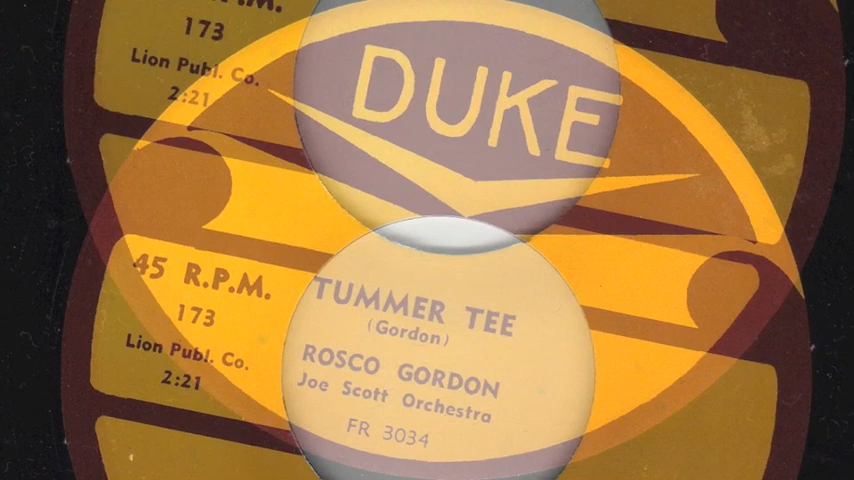 R.P.M.
173
Lion Publ. Co.
2:21
DUKE
45 R.P.M.
173
Lion Publ. Co.
2:21
TUMMER TEE
(Gordon)
ROSCO GORDON
Joe Scott Orchestra
FR 3034